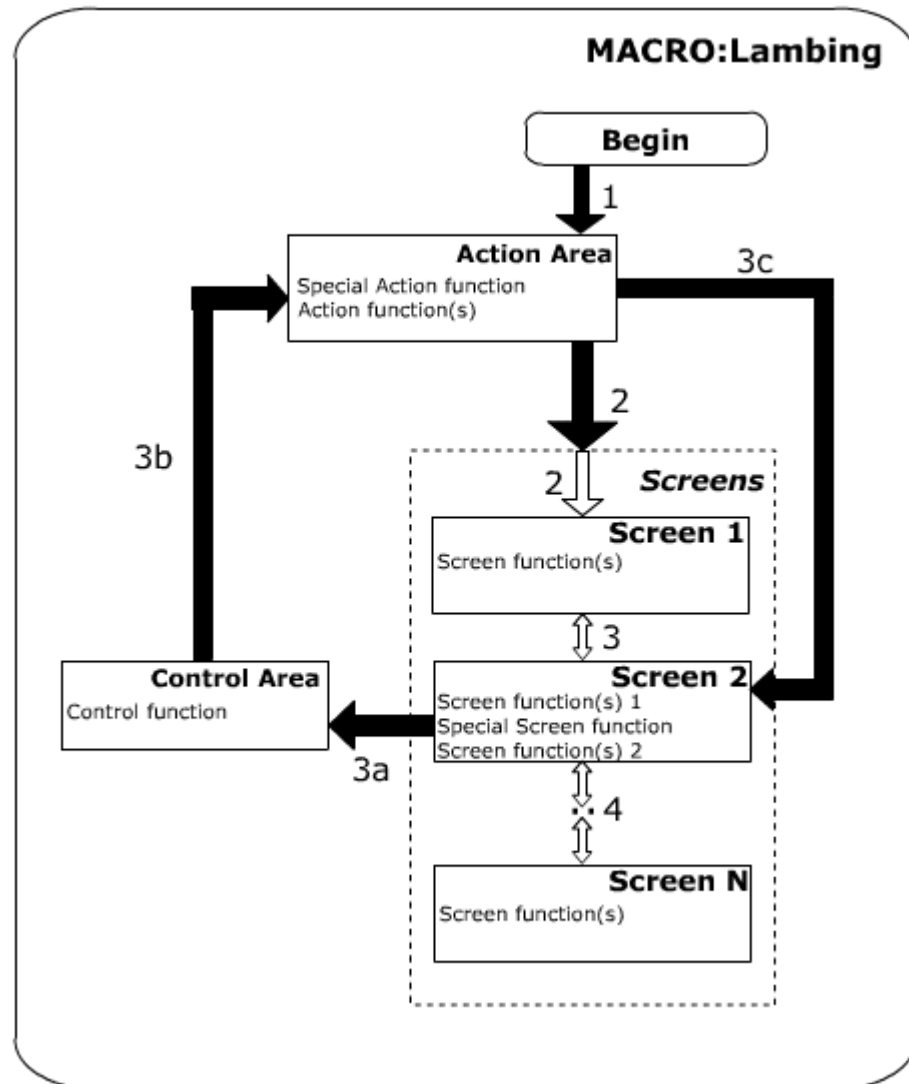 MACRO:Lambing
Begin
1
Action Area
Special Action function
Action function(s)
3c
2
3b
2
Screens
Screen 1
Screen function(s)
3
Control Area
Control function
Screen 2
Screen function(s) 1
Special Screen function
Screen function(s) 2
3a
4
Screen N
Screen function(s)